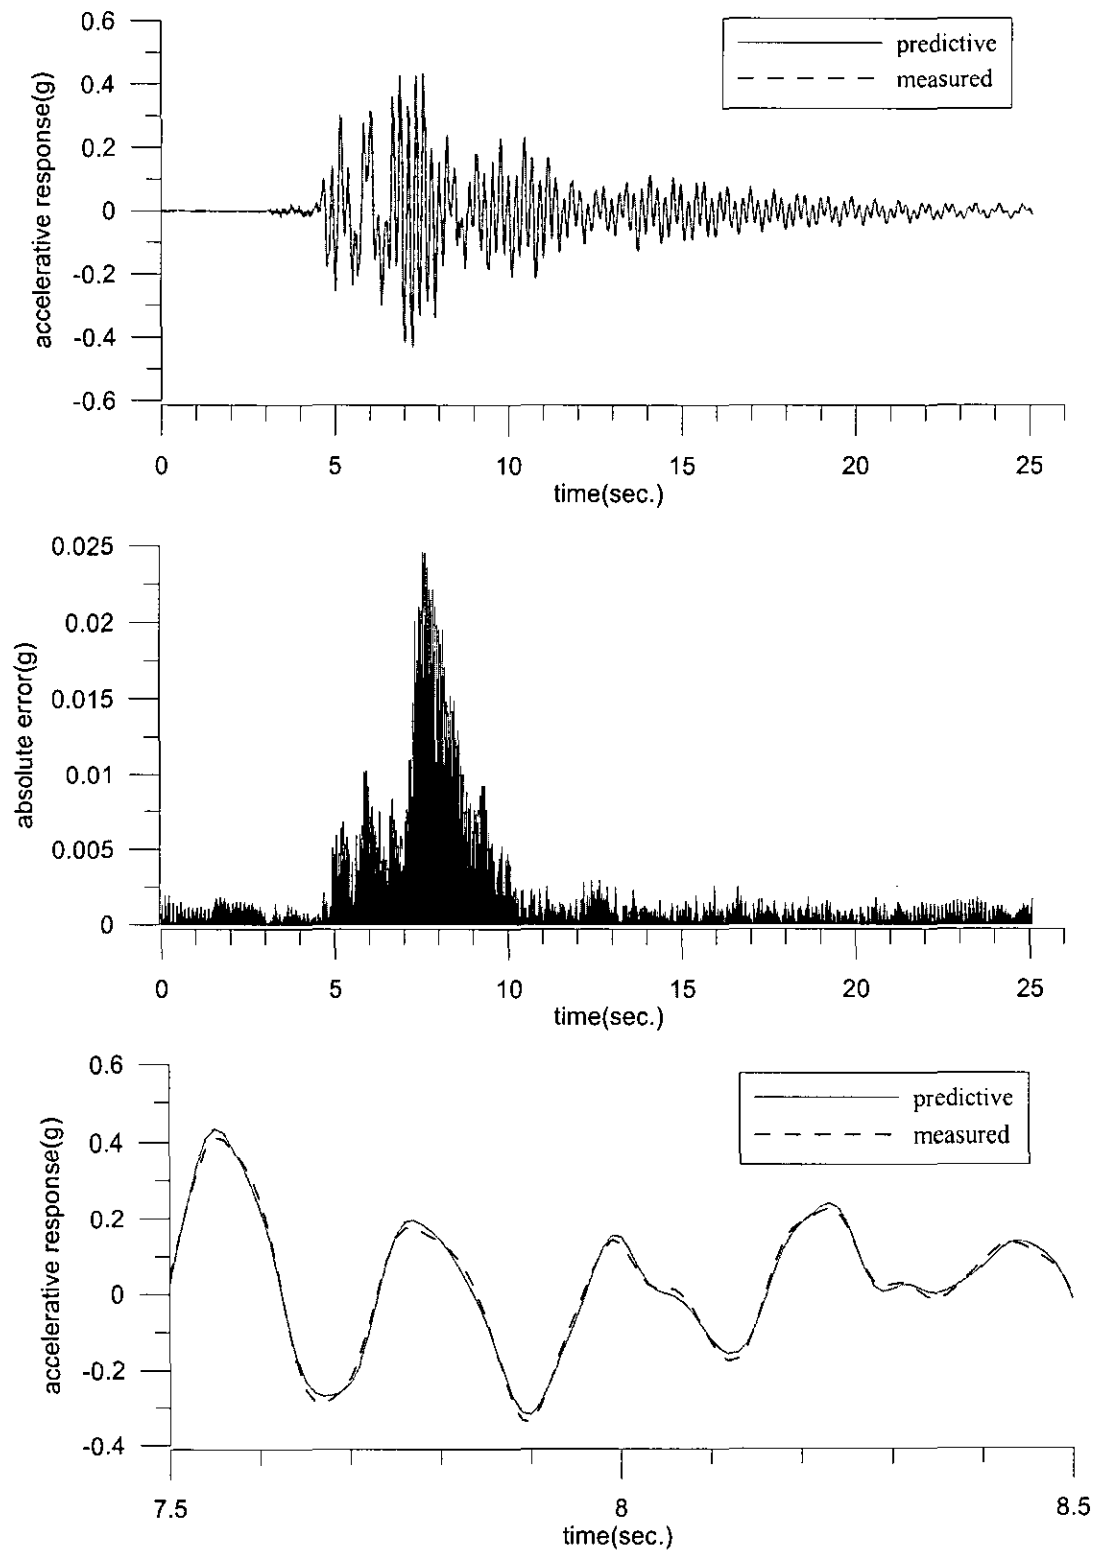 0.6
0.4
0.2
0
-0.2
-0.4
-0.6
accelerative response(g)
predictive
measured
0 5 10 15 20 25
time(sec.)
0.025
0.02
0.015
0.01
0.005
0
absolute error(g)
0 5 10 15 20 25
time(sec.)
0.6
0.4
0.2
0
-0.2
-0.4
accelerative response(g)
predictive
measured
7.5 8 8.5
time(sec.)